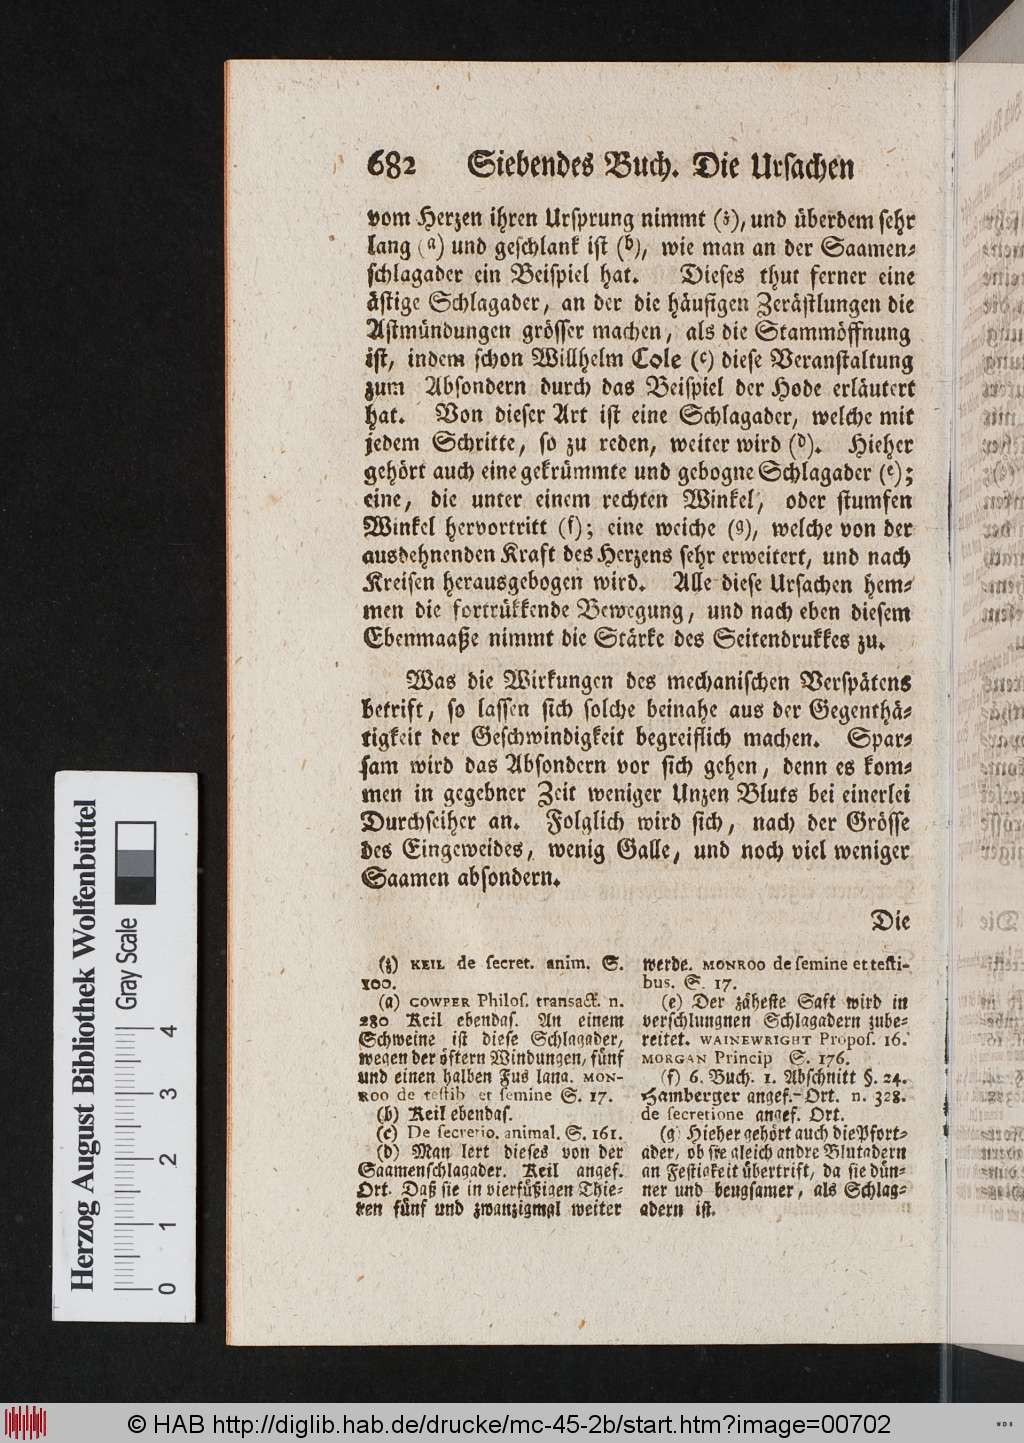 682 Siebendes Buch. Die Ursachen
vom Herzen ihren Ursprung nimmt (z), und überdem sehr
lang (a) und geschlank ist (b), wie man an der Saamen-
schlagader ein Beispiel hat. Dieses thut ferner eine
ästige Schlagader, an der die häufigen Zerästlungen die
Astmündungen grösser machen, als die Stammöffnung
ist, indem schon Willhelm Cole (c) diese Veranstaltung
zum Absondern durch das Beispiel der Hode erläutert
hat. Von dieser Art ist eine Schlagader, welche mit
jedem Schritte, so zu reden, weiter wird (d). Hieher
gehört auch eine gekrümmte und gebogne Schlagader (e);
eine, die unter einem rechten Winkel, oder stumfen
Winkel hervortritt (f); eine weiche (g), welche von der
ausdehnenden Kraft des Herzens sehr erweitert, und nach
Kreisen herausgebogen wird. Alle diese Ursachen hem-
men die fortrükkende Bewegung, und nach eben diesem
Ebenmaaße nimmt die Stärke des Seitendrukkes zu.
Was die Wirkungen des mechanischen Verspätens
betrift, so lassen sich solche beinahe aus der Gegenthä-
tigkeit der Geschwindigkeit begreiflich machen. Spar-
sam wird das Absondern vor sich gehen, denn es kom-
men in gegebner Zeit weniger Unzen Bluts bei einerlei
Durchseiher an. Folglich wird sich, nach der Grösse
des Eingeweides, wenig Galle, und noch viel weniger
Saamen absondern.
Die
(z) KEIL de secret. anim. S.
100.
(a) COWPER Philos. transact. n.
280 Keil ebendas. An einem
Schweine ist diese Schlagader,
wegen der öftern Windungen, fünf
und einen halben Fus lang. MON-
ROO de testib et semine S. 17.
(b) Keil ebendas.
(c) De secretio. animal. S. 161.
(d) Man lert dieses von der
Saamenschlagader. Keil angef.
Ort. Daß sie in vierfüßigen Thie-
ren fünf und zwanzigmal weiter
werde. MONROO de semine et testi-
bus. S. 17.
(e) Der zäheste Saft wird in
verschlungnen Schlagadern zube-
reitet. WAINEWRIGHT Propos. 16.
MORGAN Princip S. 176.
(f) 6. Buch. 1. Abschnitt §. 24.
Hamberger angef. Ort. n. 328.
de secretione angef. Ort.
(g) Hieher gehört auch die Pfort-
ader, ob sie gleich andre Blutadern
an Festigkeit übertrift, da sie dün-
ner und beugsamer, als Schlag-
adern ist.
Herzog August Bibliothek Wolfenbüttel
Gray Scale
0 1 2 3 4
© HAB http://diglib.hab.de/drucke/mc-45-2b/start.htm?image=00702